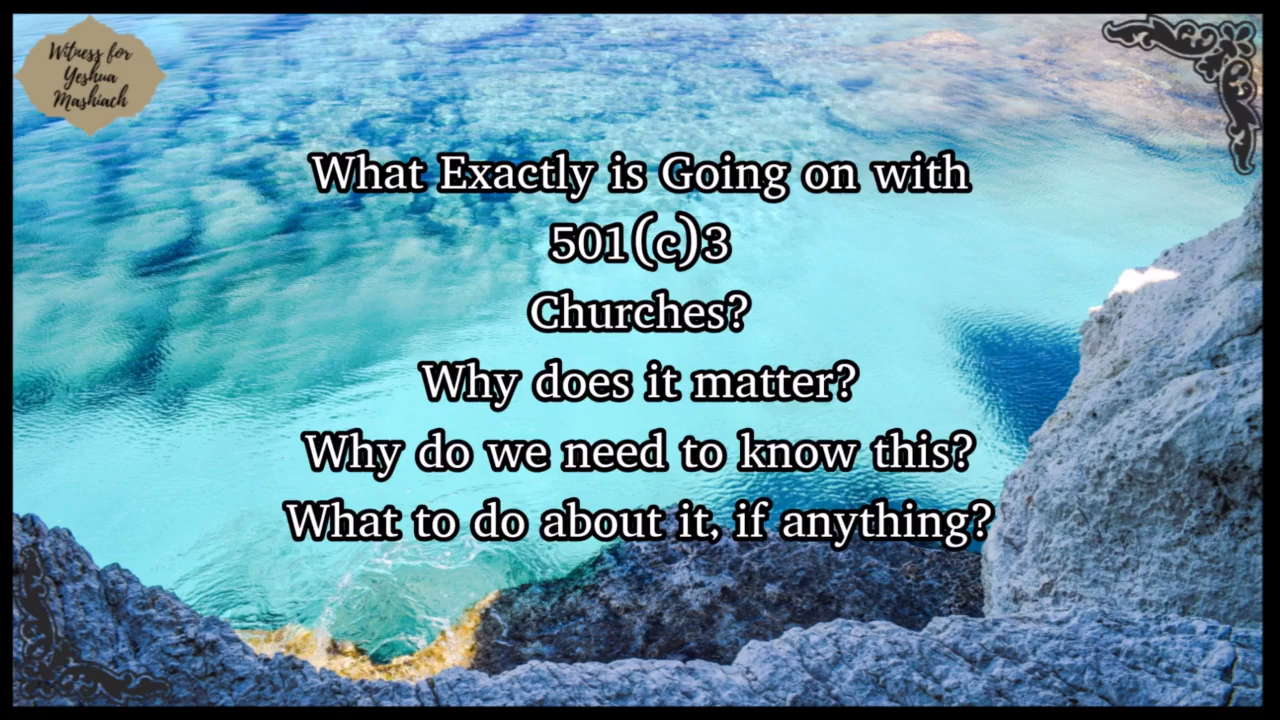 Witness for
Yeshua
Mashiach
What Exactly is Going on with
501(c)3
Churches?
Why does it matter?
Why do we need to know this?
What to do about it, if anything?